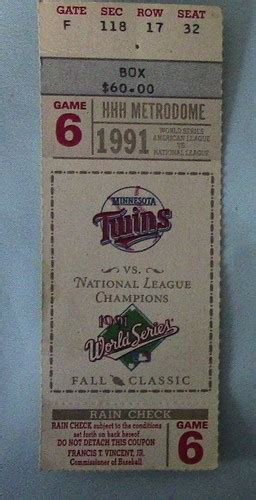 GATE SEC ROW SEAT
F 118 17 32
BOX
$60.00
GAME
6
HHH METRODOME
1991
WORLD SERIES
AMERICAN LEAGUE
VS.
NATIONAL LEAGUE
MINNESOTA
Twins
VS.
NATIONAL LEAGUE
CHAMPIONS
1991
World Series
FALL CLASSIC
RAIN CHECK
RAIN CHECK subject to the conditions
set forth on back hereof
DO NOT DETACH THIS COUPON
FRANCIS T. VINCENT, JR.
Commissioner of Baseball
GAME
6